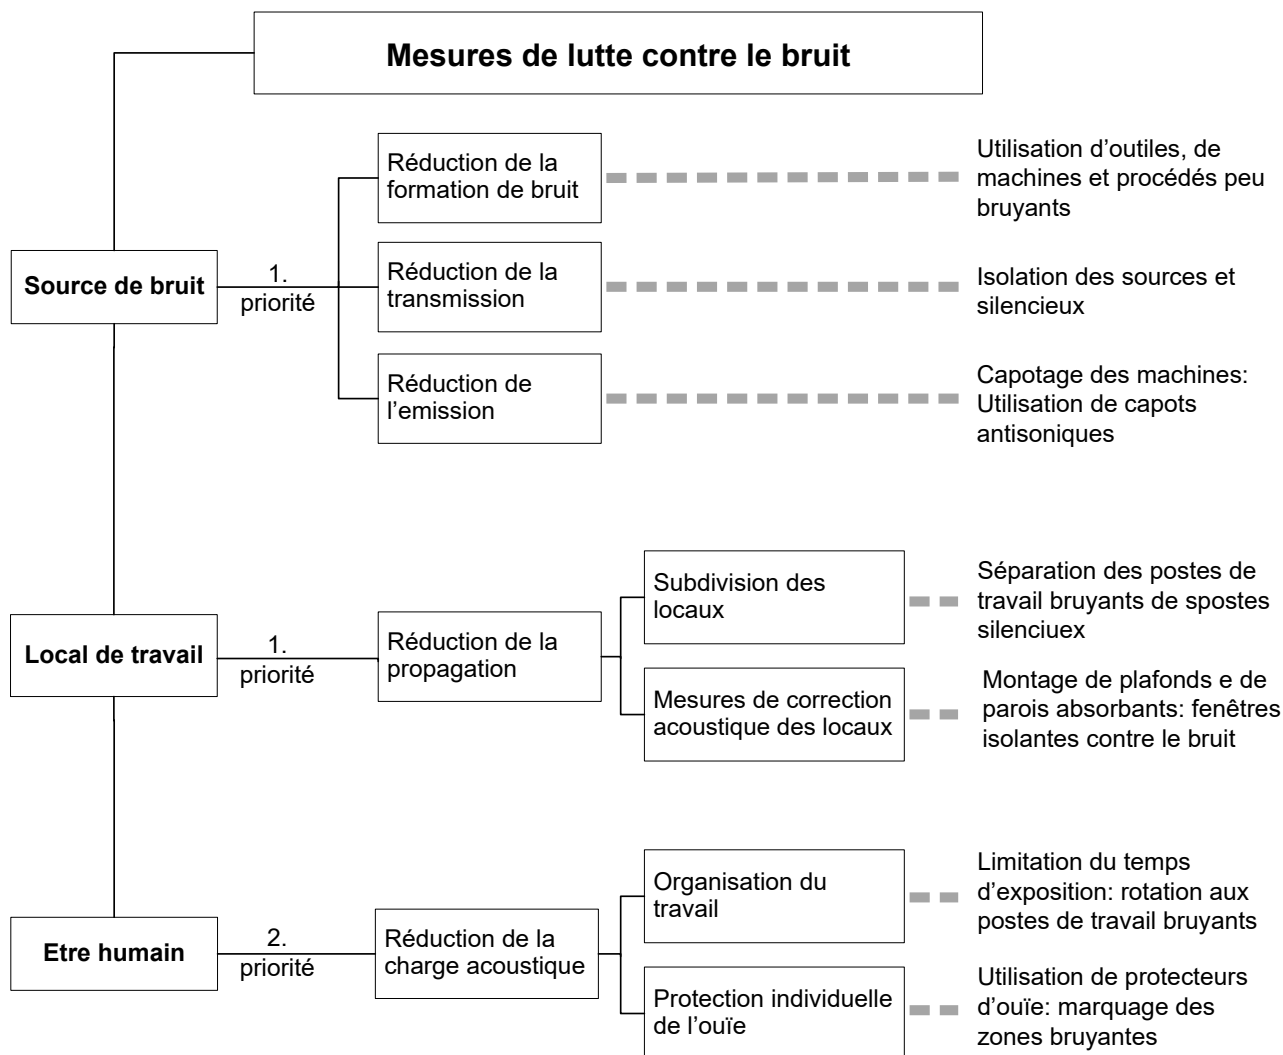 Mesures de lutte contre le bruit
Réduction de la
formation de bruit
Utilisation d’outiles, de
machines et procédés peu
bruyants
Source de bruit
1.
priorité
Réduction de la
transmission
Isolation des sources et
silencieux
Réduction de
l’emission
Capotage des machines:
Utilisation de capots
antisoniques
Local de travail
1.
priorité
Réduction de la
propagation
Subdivision des
locaux
Séparation des postes de
travail bruyants de spostes
silenciuex
Mesures de correction
acoustique des locaux
Montage de plafonds e de
parois absorbants: fenêtres
isolantes contre le bruit
Etre humain
2.
priorité
Réduction de la
charge acoustique
Organisation du
travail
Limitation du temps
d’exposition: rotation aux
postes de travail bruyants
Protection individuelle
de l’ouïe
Utilisation de protecteurs
d’ouïe: marquage des
zones bruyantes